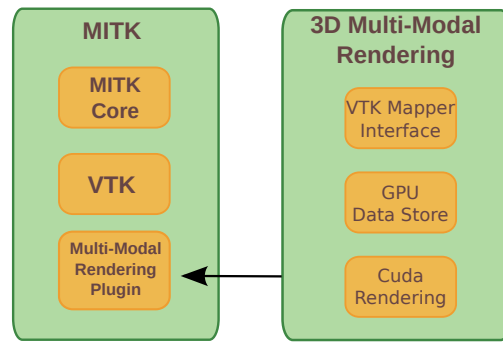 MITK
MITK
Core
VTK
Multi-Modal
Rendering
Plugin
3D Multi-Modal
Rendering
VTK Mapper
Interface
GPU
Data Store
Cuda
Rendering